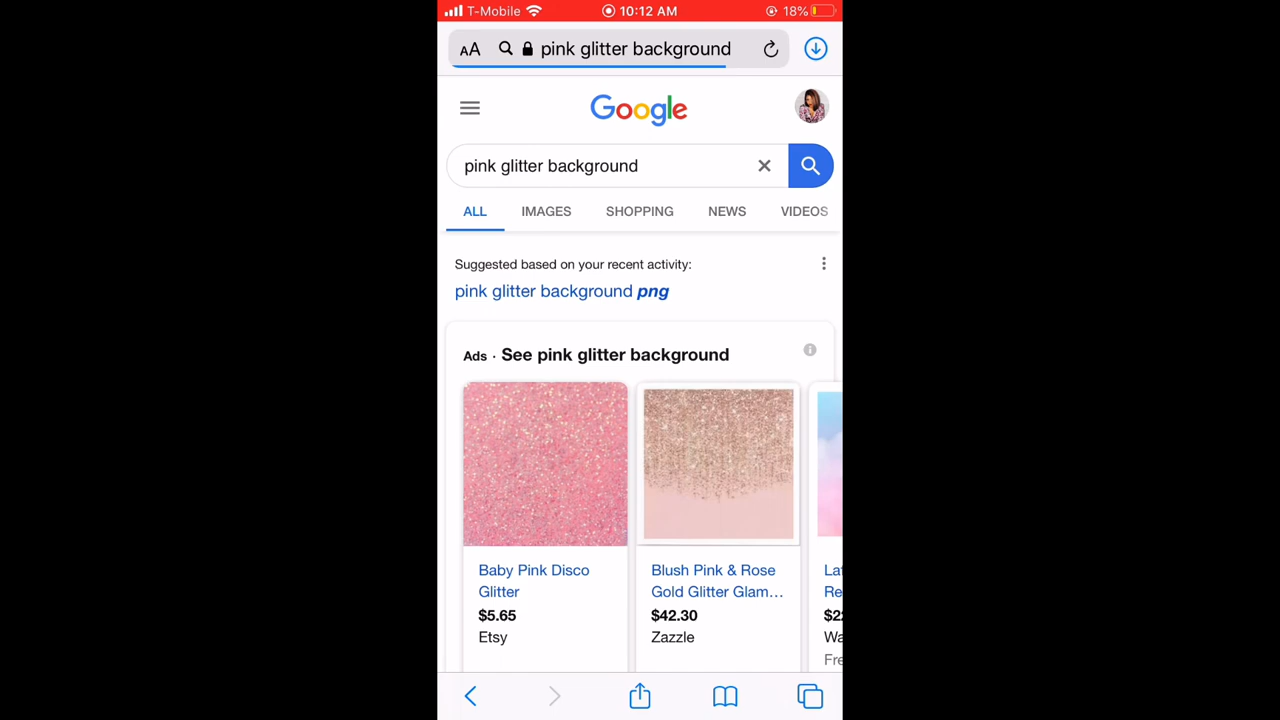 T-Mobile 10:12 AM 18%
AA pink glitter background
Google
pink glitter background
ALL IMAGES SHOPPING NEWS VIDEOS
Suggested based on your recent activity:
pink glitter background png
Ads · See pink glitter background
Baby Pink Disco
Glitter
$5.65
Etsy
Blush Pink & Rose
Gold Glitter Glam...
$42.30
Zazzle